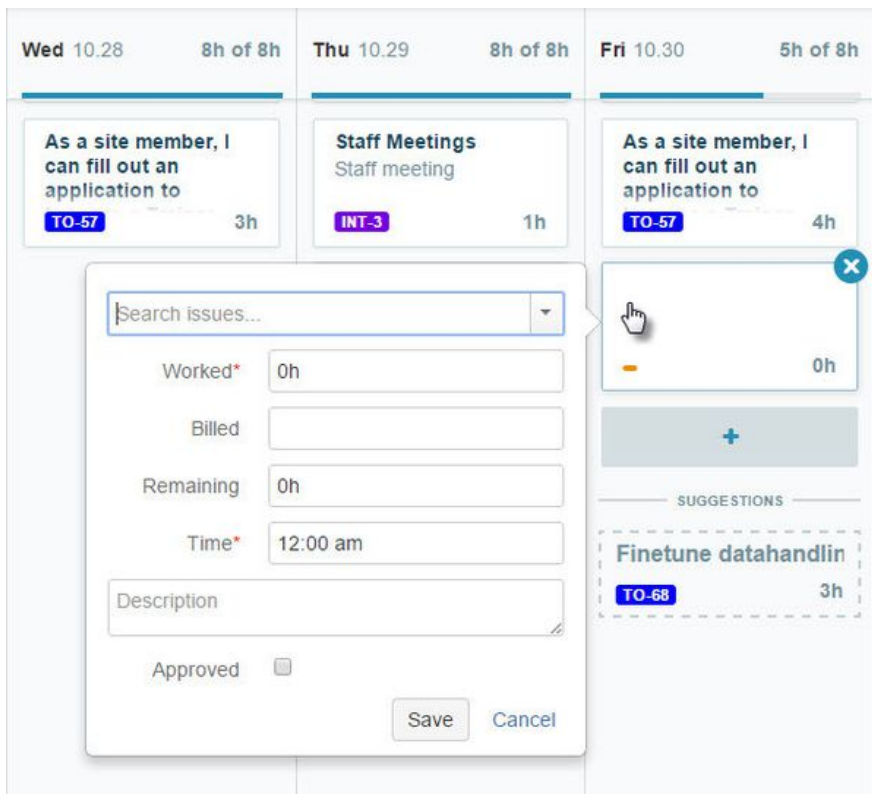 Wed 10.28 8h of 8h
Thu 10.29 8h of 8h
Fri 10.30 5h of 8h
As a site member, I
can fill out an
application to
TO-57 3h
Staff Meetings
Staff meeting
INT-3 1h
As a site member, I
can fill out an
application to
TO-57 4h
Search issues...
Worked* 0h
Billed
Remaining 0h
Time* 12:00 am
Description
Approved
Save Cancel
0h
+
SUGGESTIONS
Finetune datahandlin
TO-68 3h